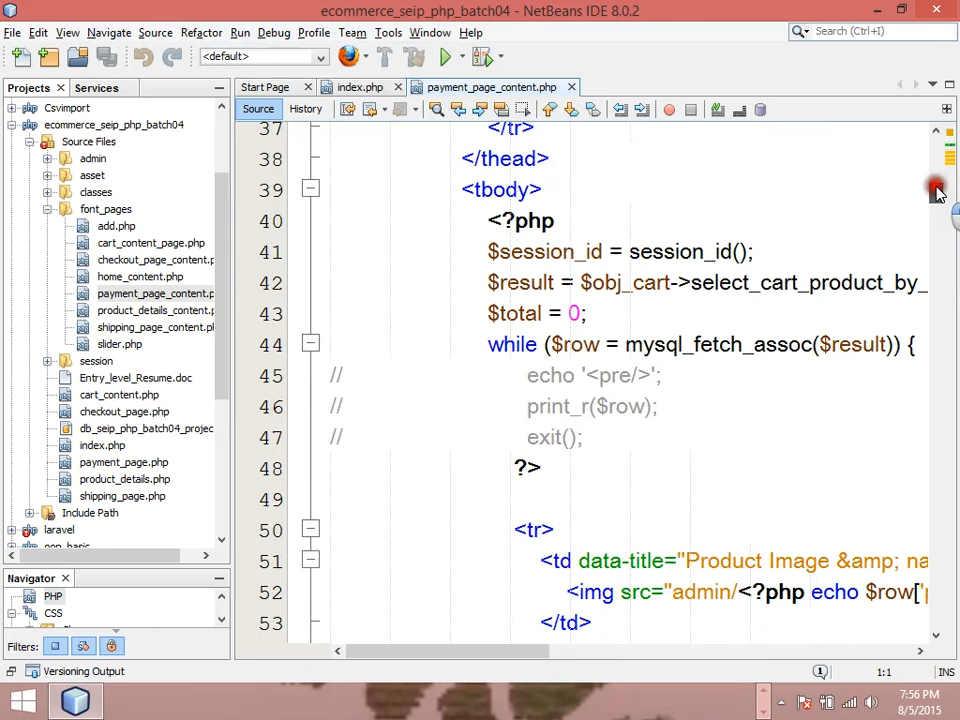 ecommerce_seip_php_batch04 - NetBeans IDE 8.0.2
File Edit View Navigate Source Refactor Run Debug Profile Team Tools Window Help
Search (Ctrl+I)
<default>
Projects Services
Start Page index.php payment_page_content.php
Source History
Csvimport
ecommerce_seip_php_batch04
Source Files
admin
asset
classes
font_pages
add.php
cart_content_page.php
checkout_page_content.p
home_content.php
payment_page_content.p
product_details_content.p
shipping_page_content.ph
slider.php
session
Entry_level_Resume.doc
cart_content.php
checkout_page.php
db_seip_php_batch04_projec
index.php
payment_page.php
product_details.php
shipping_page.php
Include Path
laravel
Navigator
PHP
CSS
Filters:
37 </tr>
38 </thead>
39 <tbody>
40 <?php
41 $session_id = session_id();
42 $result = $obj_cart->select_cart_product_by_
43 $total = 0;
44 while ($row = mysql_fetch_assoc($result)) {
45 // echo '<pre/>';
46 // print_r($row);
47 // exit();
48 ?>
49
50 <tr>
51 <td data-title="Product Image &amp; na
52 <img src="admin/<?php echo $row['p
53 </td>
Versioning Output
1 1:1 INS
7:56 PM
8/5/2015